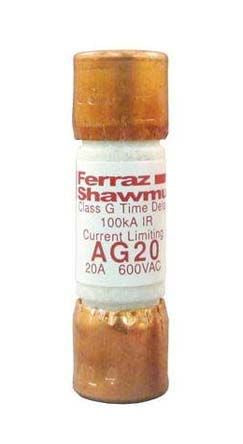 Ferraz
Shawmu
Class G Time Dela
100kA IR
Current Limiting
AG20
20A 600VAC